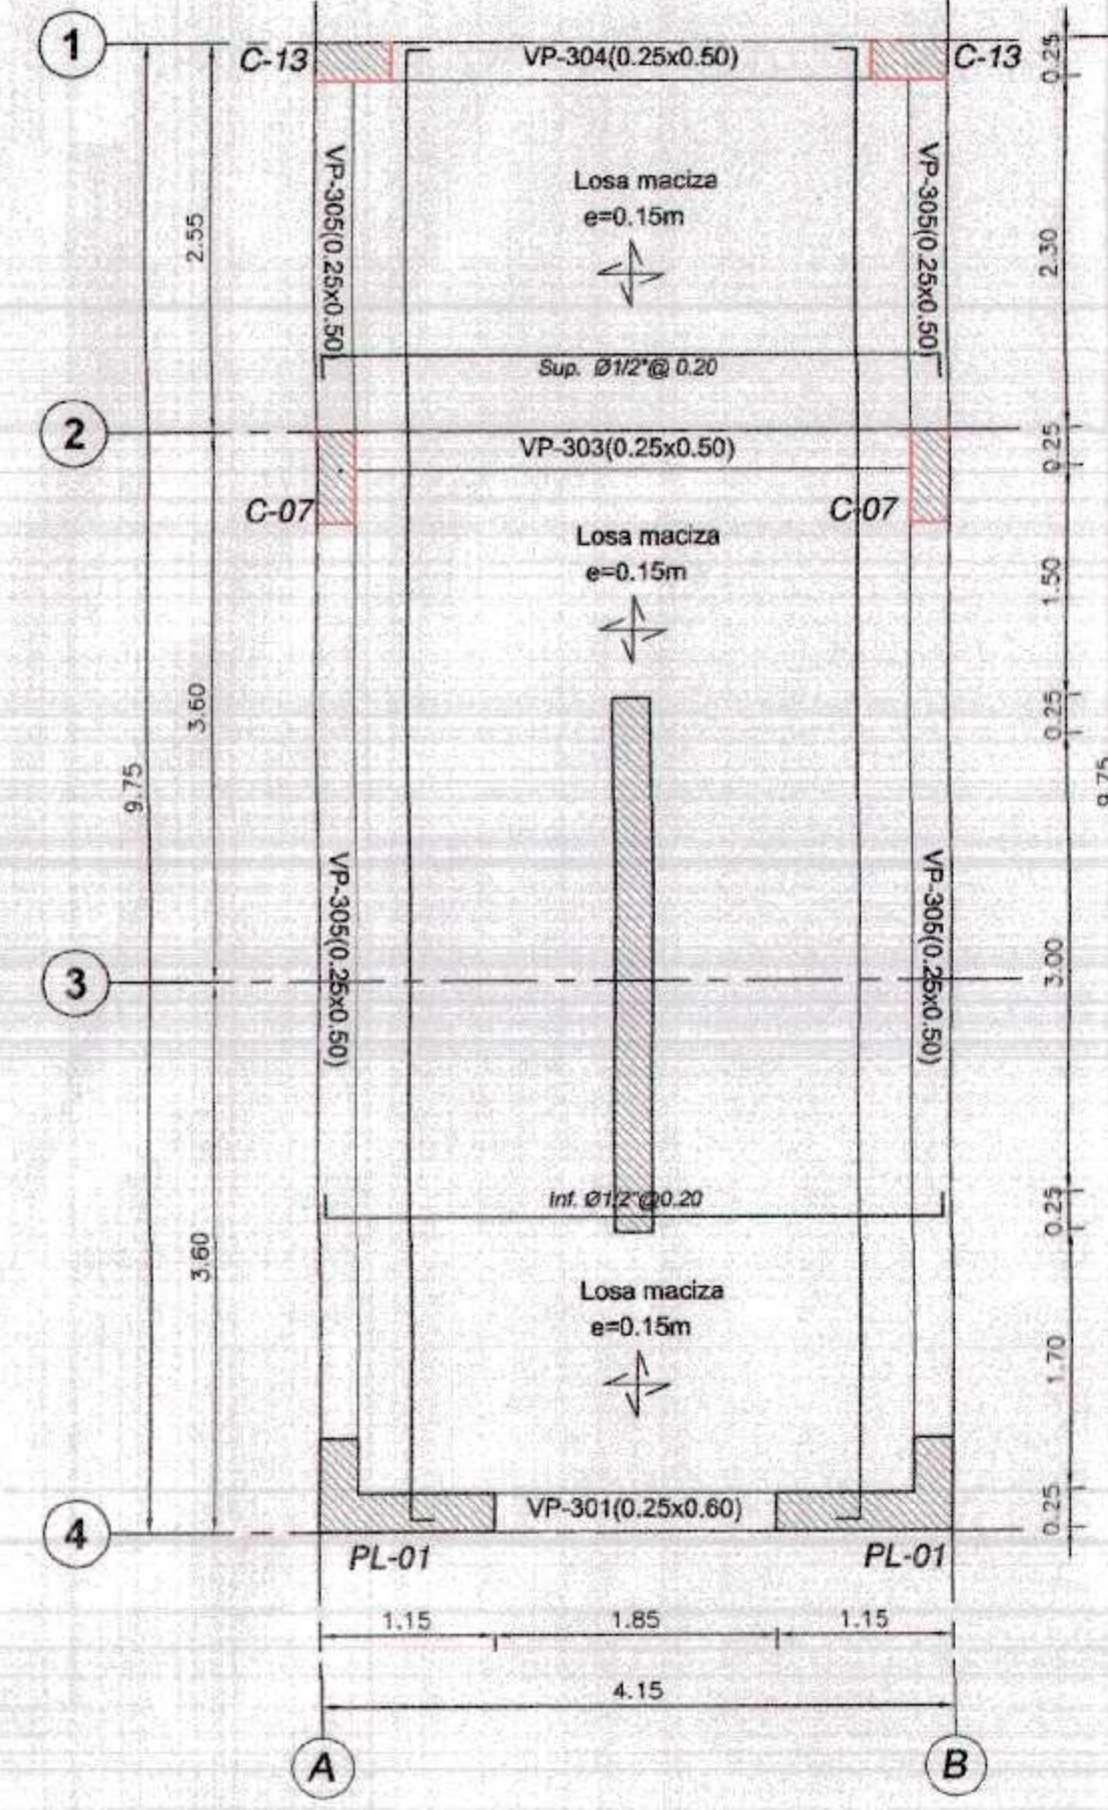 1
C-13
VP-304(0.25x0.50)
C-13
0.25
Losa maciza
e=0.15m
VP-305(0.25x0.50)
VP-305(0.25x0.50)
2.55
2.30
Sup. Ø1/2"@ 0.20
2
VP-303(0.25x0.50)
0.25
C-07
C-07
Losa maciza
e=0.15m
1.50
3.60
0.25
9.75
9.75
VP-305(0.25x0.50)
VP-305(0.25x0.50)
3
3.00
Inf. Ø1/2"@0.20
0.25
3.60
Losa maciza
e=0.15m
1.70
VP-301(0.25x0.60)
0.25
4
PL-01
PL-01
1.15
1.85
1.15
4.15
A
B